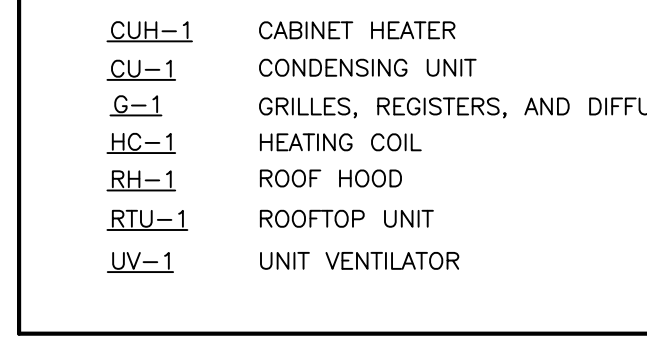 CUH-1 CABINET HEATER
CU-1 CONDENSING UNIT
G-1 GRILLES, REGISTERS, AND DIFFU
HC-1 HEATING COIL
RH-1 ROOF HOOD
RTU-1 ROOFTOP UNIT
UV-1 UNIT VENTILATOR